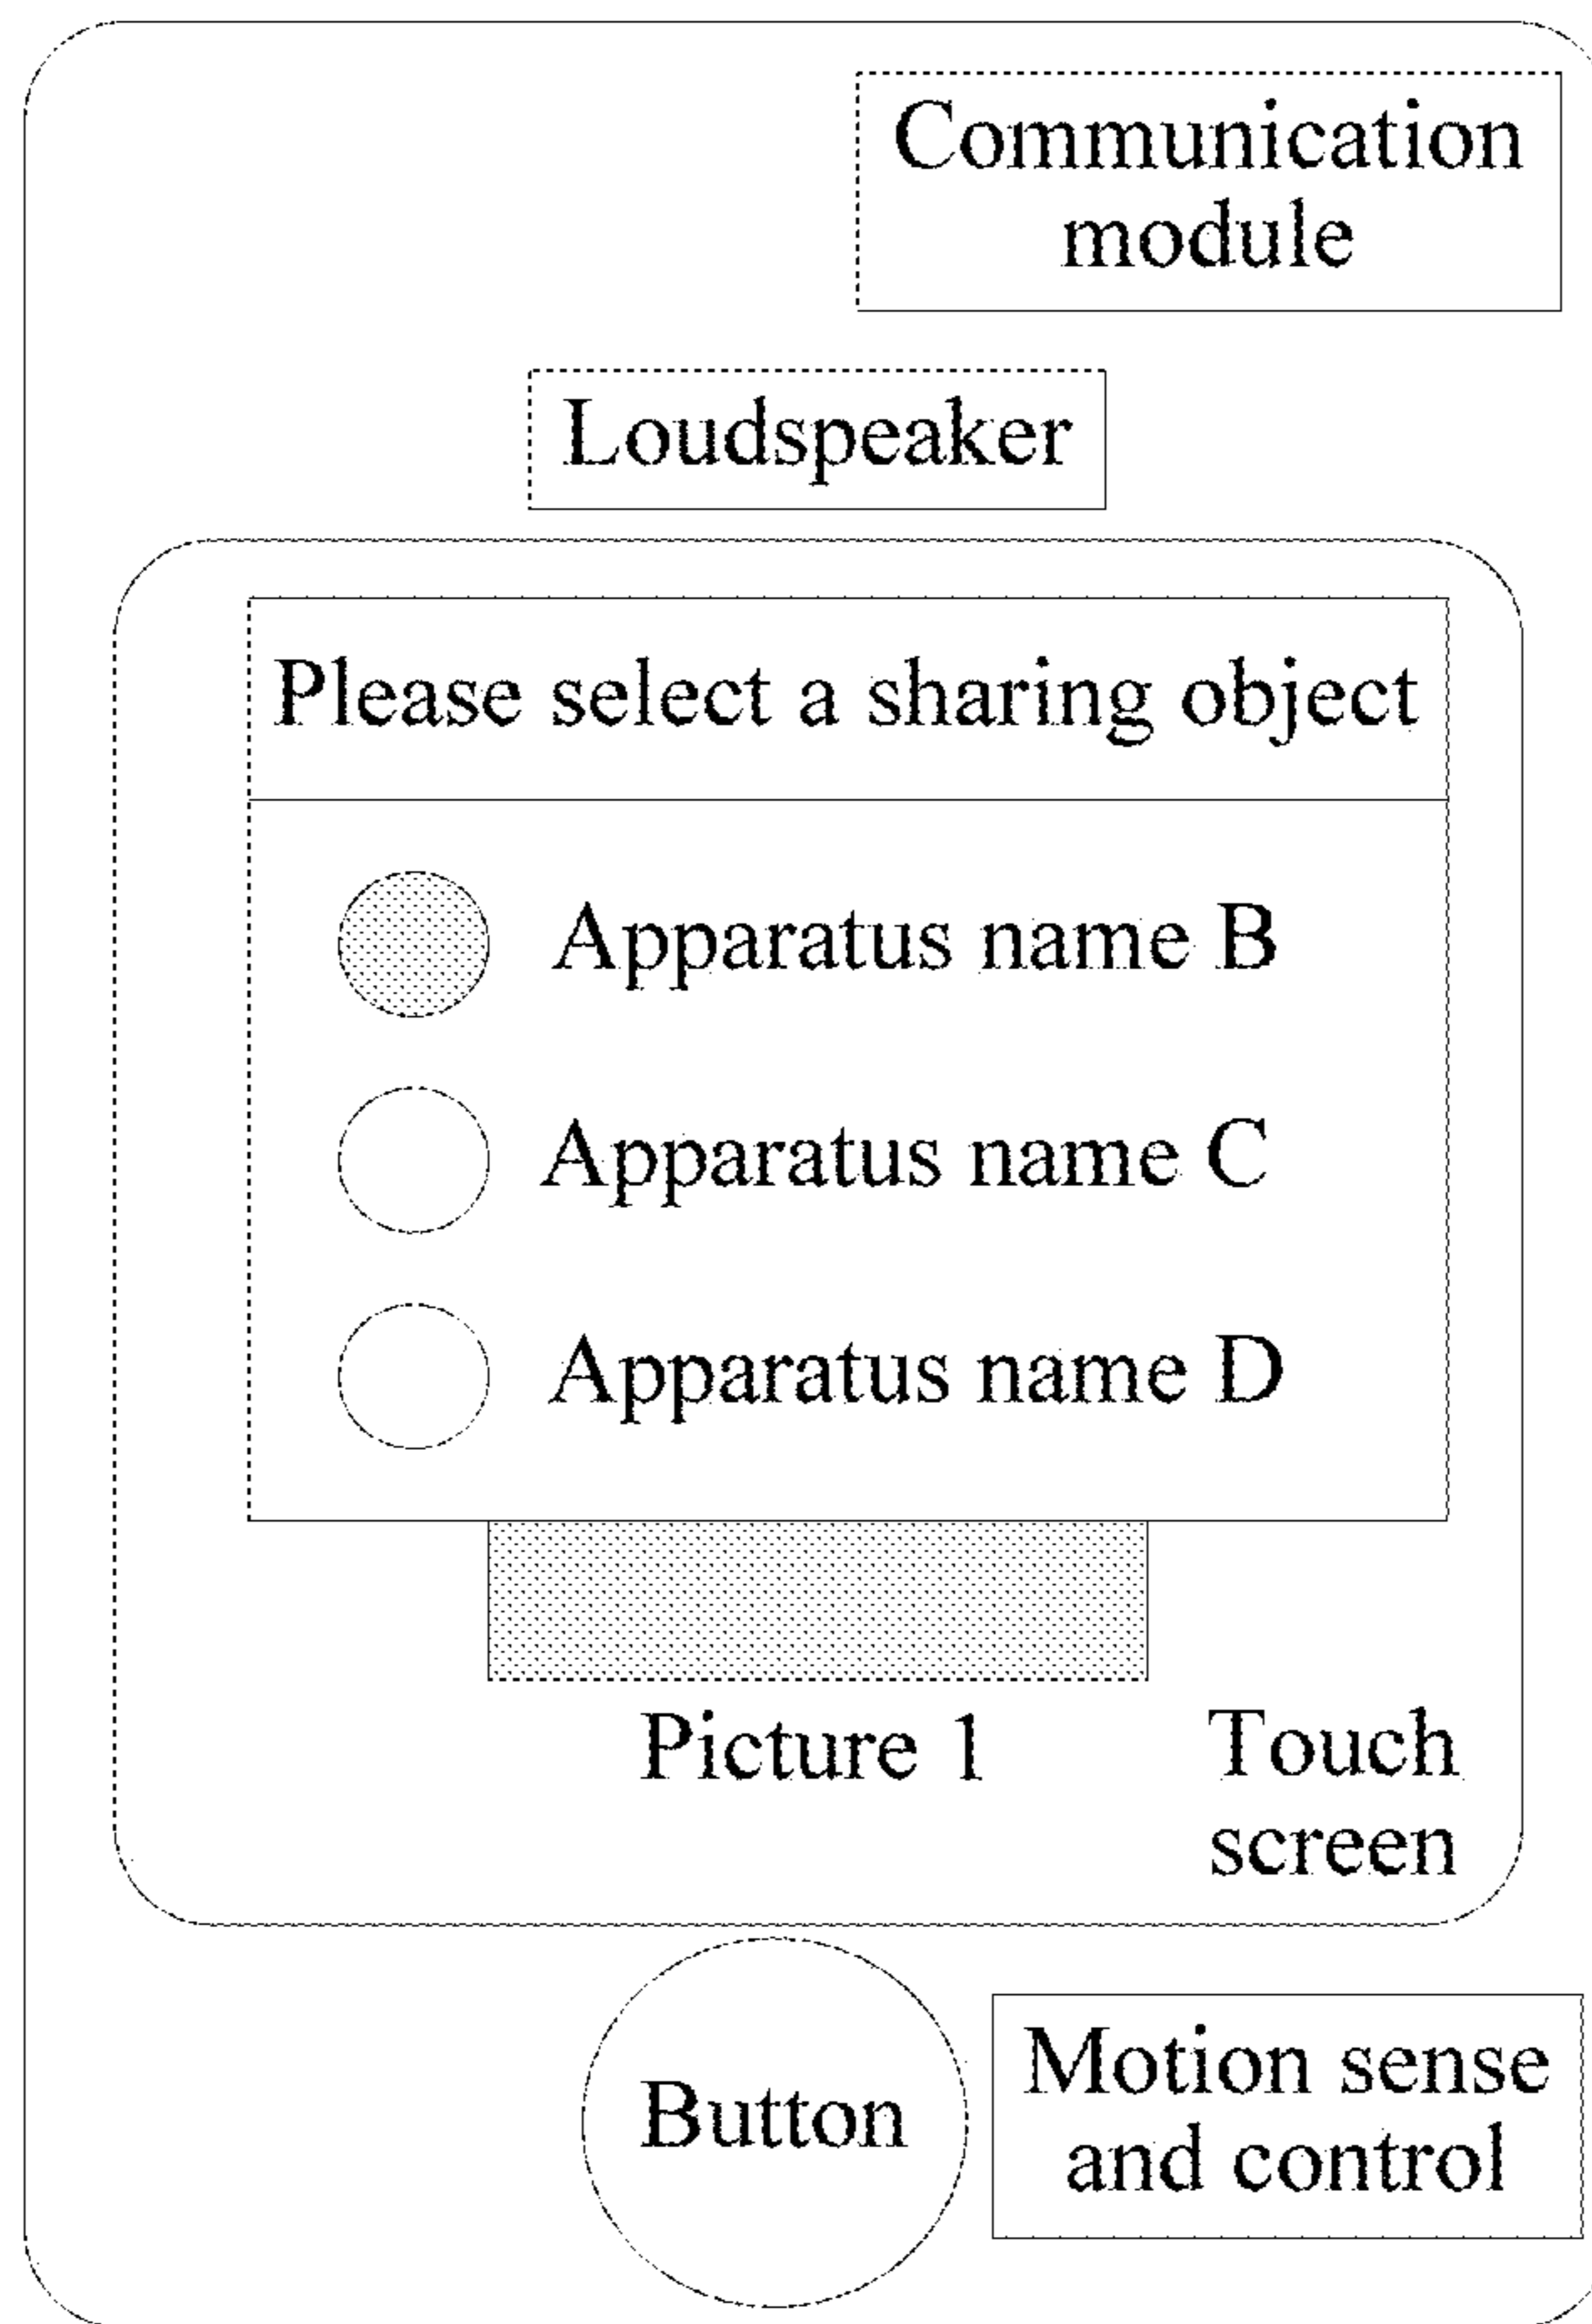 Communication
module
Loudspeaker
Please select a sharing object
Apparatus name B
Apparatus name C
Apparatus name D
Picture 1
Touch
screen
Button
Motion sense
and control